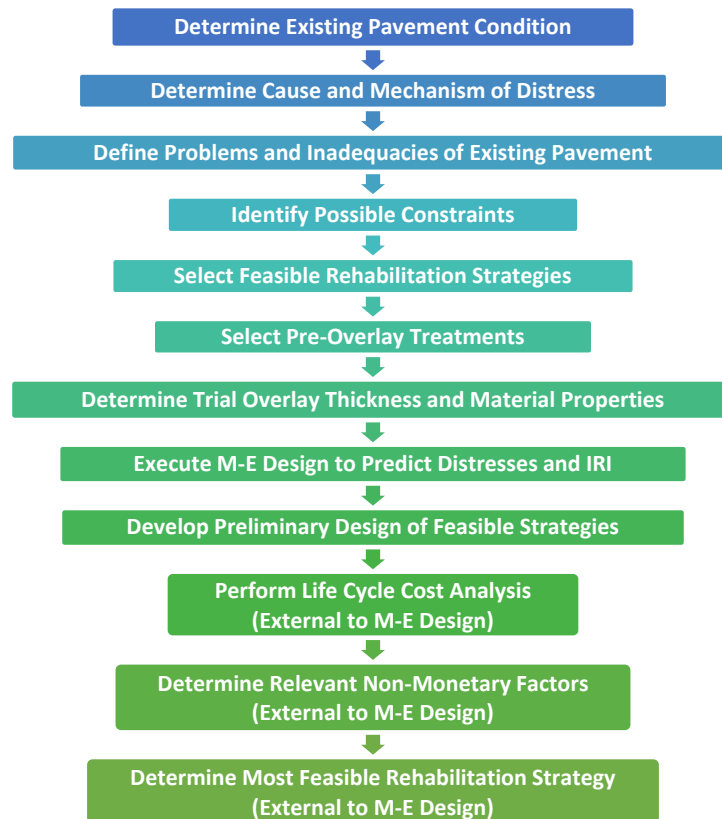 Determine Existing Pavement Condition
Determine Cause and Mechanism of Distress
Define Problems and Inadequacies of Existing Pavement
Identify Possible Constraints
Select Feasible Rehabilitation Strategies
Select Pre-Overlay Treatments
Determine Trial Overlay Thickness and Material Properties
Execute M-E Design to Predict Distresses and IRI
Develop Preliminary Design of Feasible Strategies
Perform Life Cycle Cost Analysis
(External to M-E Design)
Determine Relevant Non-Monetary Factors
(External to M-E Design)
Determine Most Feasible Rehabilitation Strategy
(External to M-E Design)